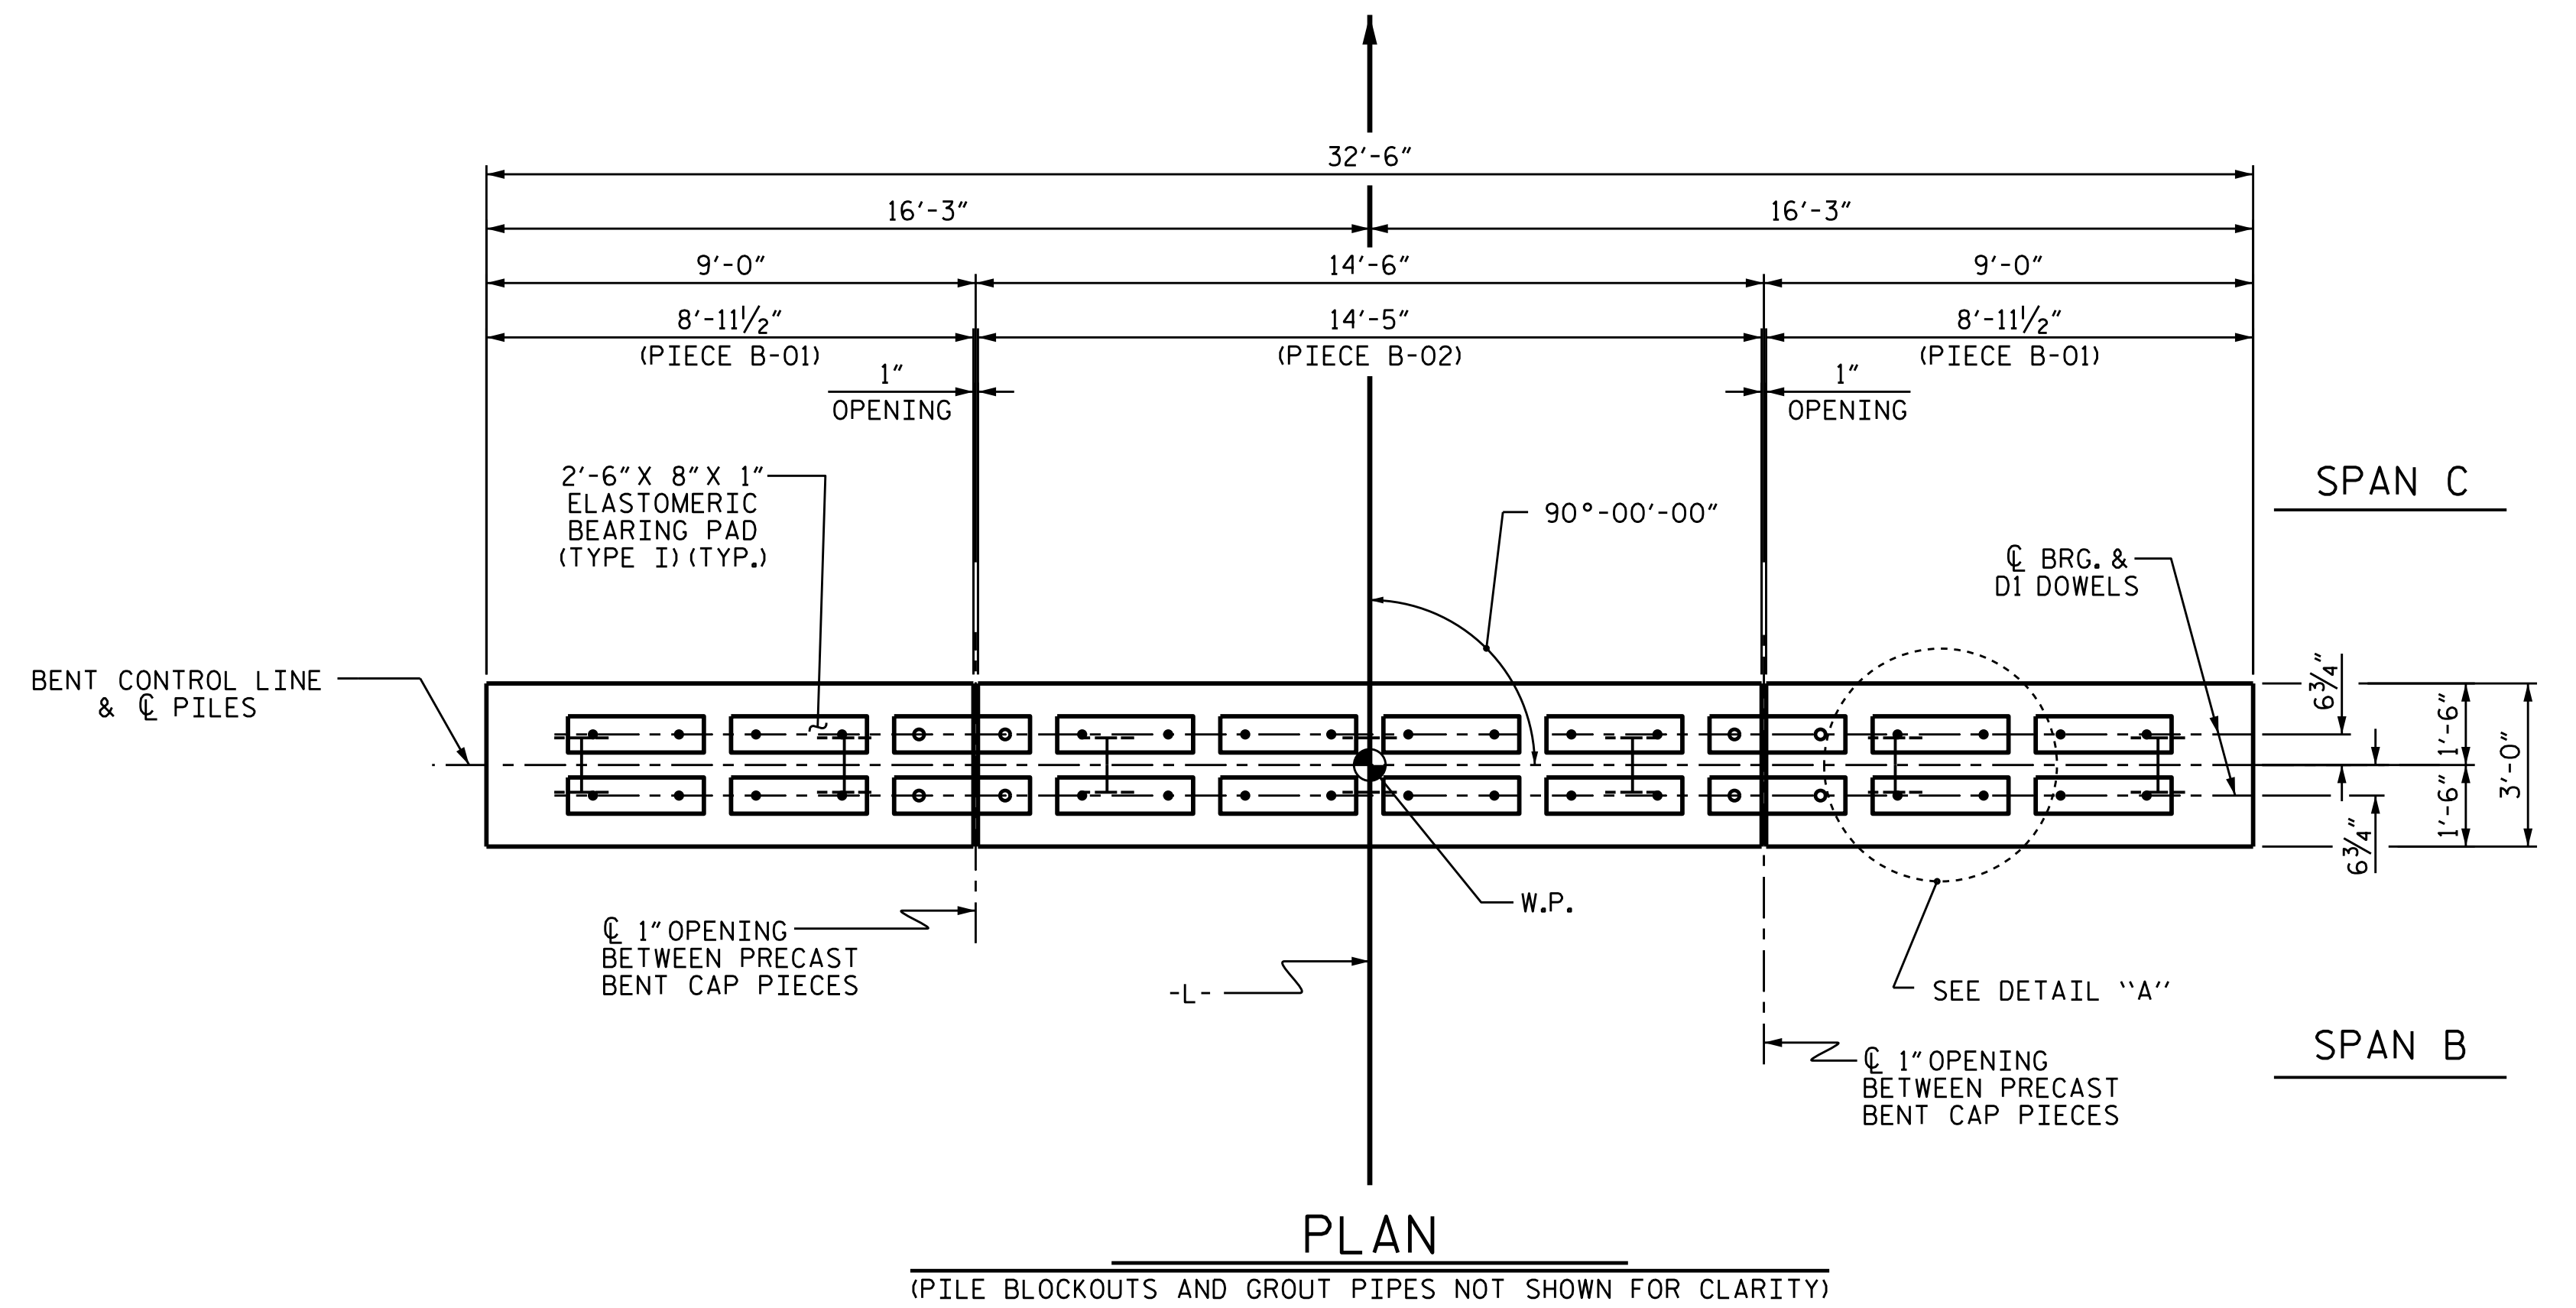 32'-6"
16'-3"
16'-3"
9'-0"
14'-6"
9'-0"
8'-11½"
(PIECE B-01)
14'-5"
(PIECE B-02)
8'-11½"
(PIECE B-01)
1"
OPENING
1"
OPENING
2'-6" X 8" X 1"
ELASTOMERIC
BEARING PAD
(TYPE I) (TYP.)
90°-00'-00"
SPAN C
℄ BRG. &
D1 DOWELS
BENT CONTROL LINE
& ℄ PILES
6¾"
1'-6"
3'-0"
1'-6"
6¾"
W.P.
℄ 1" OPENING
BETWEEN PRECAST
BENT CAP PIECES
-L-
SEE DETAIL "A"
SPAN B
℄ 1" OPENING
BETWEEN PRECAST
BENT CAP PIECES
PLAN
(PILE BLOCKOUTS AND GROUT PIPES NOT SHOWN FOR CLARITY)